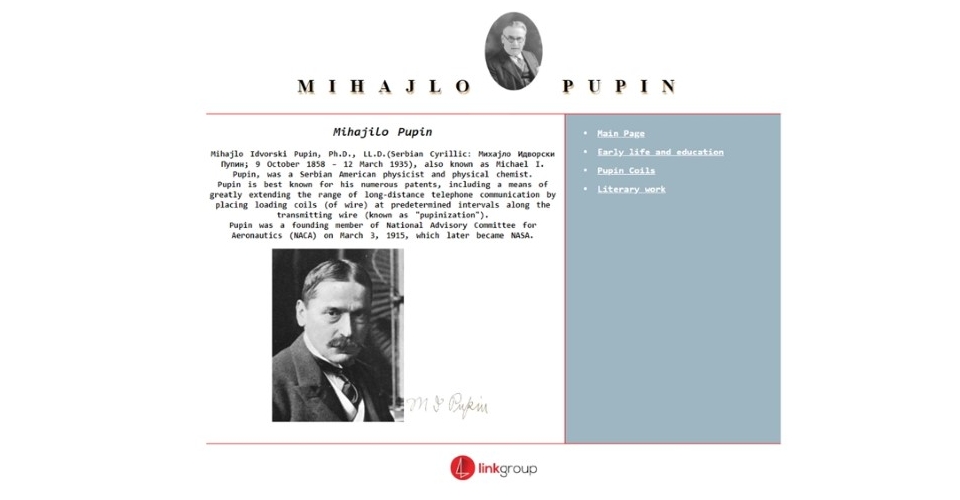 MIHAJLO PUPIN
Mihajilo Pupin
Mihajlo Idvorski Pupin, Ph.D., LL.D.(Serbian Cyrillic: Михајло Идворски
Пупин; 9 October 1858 – 12 March 1935), also known as Michael I.
Pupin, was a Serbian American physicist and physical chemist.
Pupin is best known for his numerous patents, including a means of
greatly extending the range of long-distance telephone communication by
placing loading coils (of wire) at predetermined intervals along the
transmitting wire (known as "pupinization").
Pupin was a founding member of National Advisory Committee for
Aeronautics (NACA) on March 3, 1915, which later became NASA.
M I Pupin
Main Page
Early life and education
Pupin Coils
Literary work
linkgroup